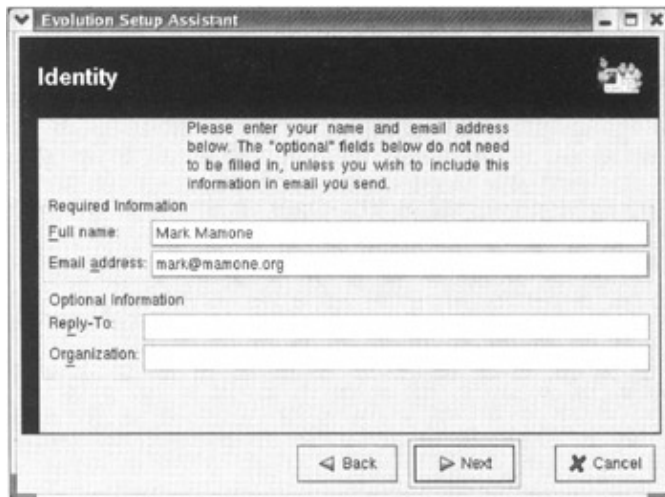 Evolution Setup Assistant
Identity
Please enter your name and email address
below. The "optional" fields below do not need
to be filled in, unless you wish to include this
information in email you send.
Required Information
Full name: Mark Mamone
Email address: mark@mamone.org
Optional Information
Reply-To:
Organization:
Back Next Cancel